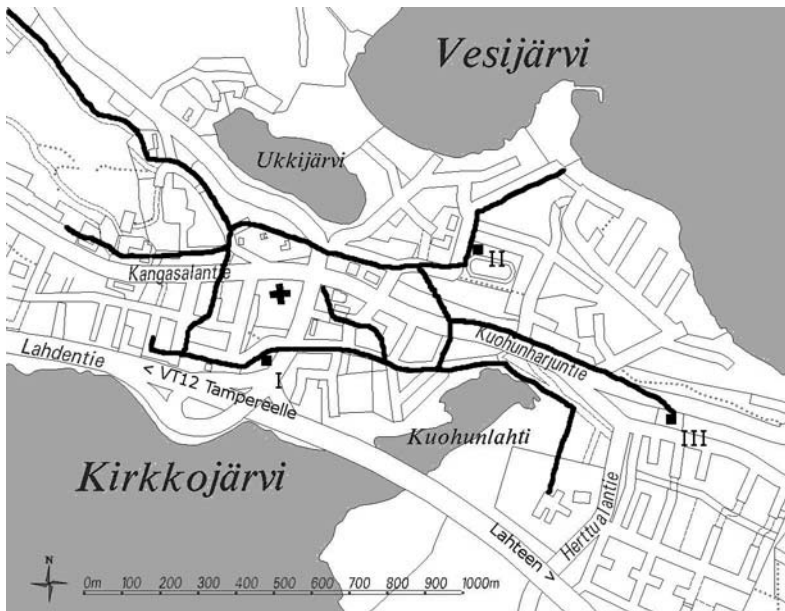 Vesijärvi
Ukkijärvi
II
Kangasalantie
Kuohunharjuntie
Lahdentie
< VT12 Tampereelle
I
III
Kuohunlahti
Kirkkojärvi
Herttualantie
Lahteen >
N
0m 100 200 300 400 500 600 700 800 900 1000m